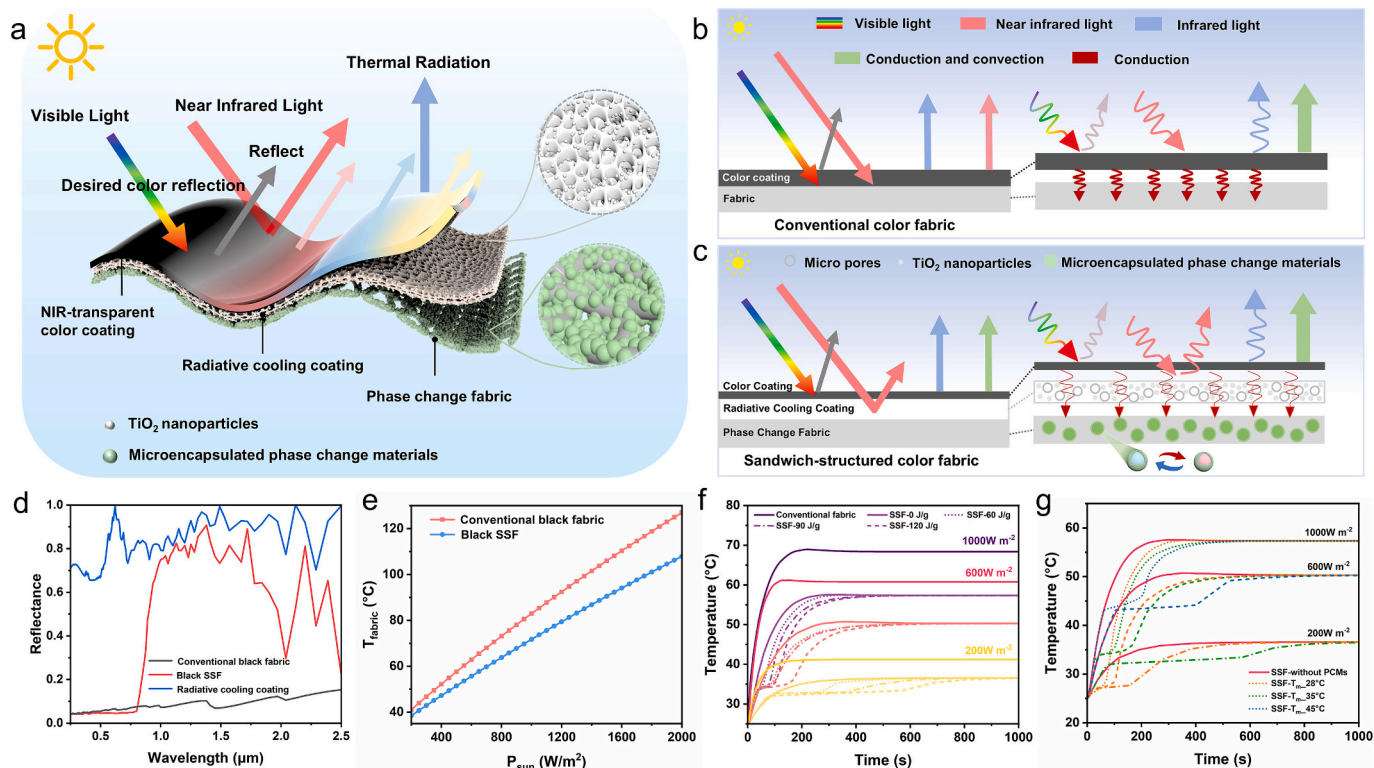 a
Thermal Radiation
Near Infrared Light
Visible Light
Reflect
Desired color reflection
NIR-transparent
color coating
Radiative cooling coating
Phase change fabric
TiO₂ nanoparticles
Microencapsulated phase change materials
b
Visible light
Near infrared light
Infrared light
Conduction and convection
Conduction
Color coating
Fabric
Conventional color fabric
c
Micro pores
TiO₂ nanoparticles
Microencapsulated phase change materials
Color Coating
Radiative Cooling Coating
Phase Change Fabric
Sandwich-structured color fabric
d
Reflectance
1.0
0.8
0.6
0.4
0.2
0.0
Conventional black fabric
Black SSF
Radiative cooling coating
0.5 1.0 1.5 2.0 2.5
Wavelength (μm)
e
T_fabric (°C)
120
100
80
60
40
Conventional black fabric
Black SSF
400 800 1200 1600 2000
P_sun (W/m²)
f
Temperature (°C)
80
70
60
50
40
30
Conventional fabric
SSF-0 J/g
SSF-60 J/g
SSF-90 J/g
SSF-120 J/g
1000W m⁻²
600W m⁻²
200W m⁻²
0 200 400 600 800 1000
Time (s)
g
Temperature (°C)
60
50
40
30
20
1000W m⁻²
600W m⁻²
200W m⁻²
SSF-without PCMs
SSF-Tₘ_28°C
SSF-Tₘ_35°C
SSF-Tₘ_45°C
0 200 400 600 800 1000
Time (s)